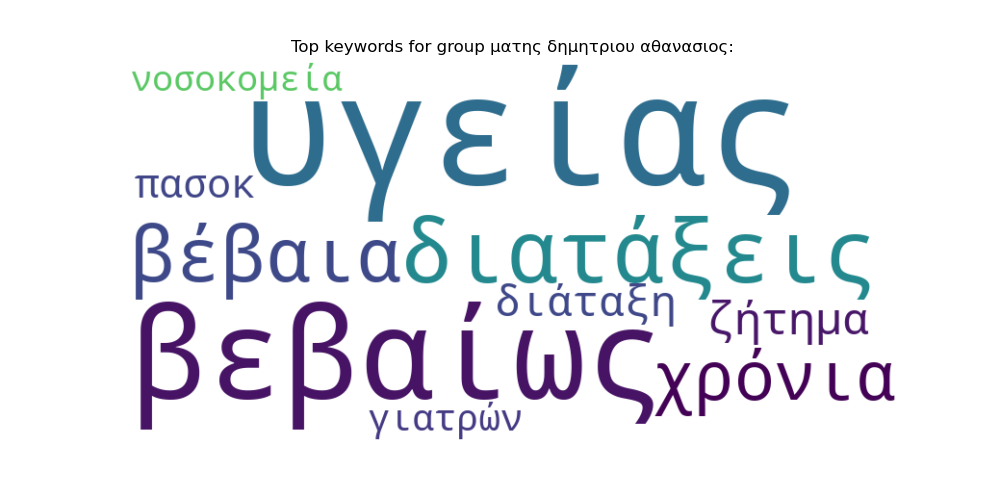 Top keywords for group ματης δημητριου αθανασιος:
νοσοκομεία
υγείας
πασοκ
βέβαια διατάξεις
διάταξη
ζήτημα
βεβαίως
χρόνια
γιατρών